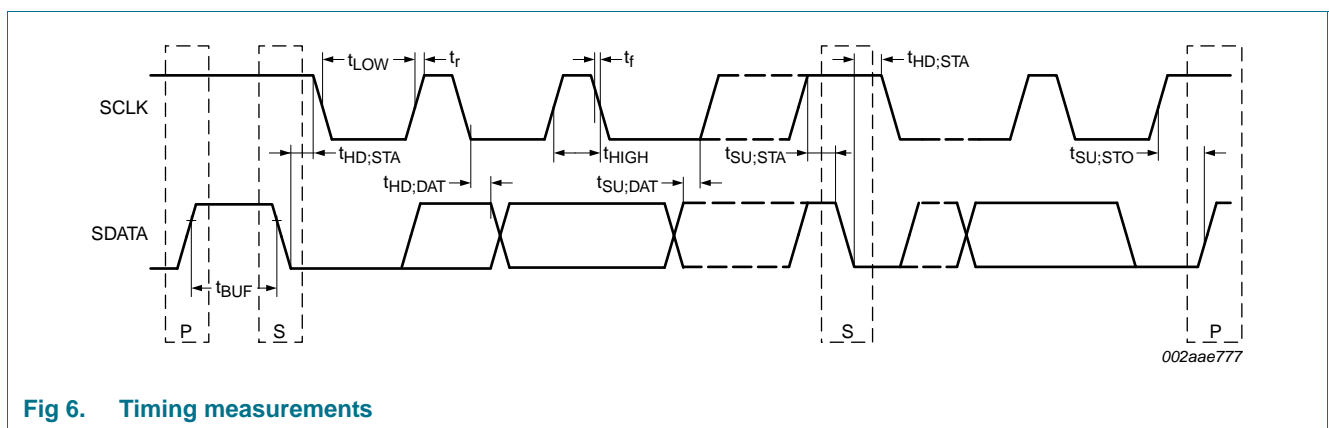 tLOW
tr
tf
tHD;STA
SCLK
tHD;STA
tHIGH
tSU;STA
tSU;STO
tHD;DAT
tSU;DAT
SDATA
tBUF
P
S
S
P
002aae777
Fig 6. Timing measurements